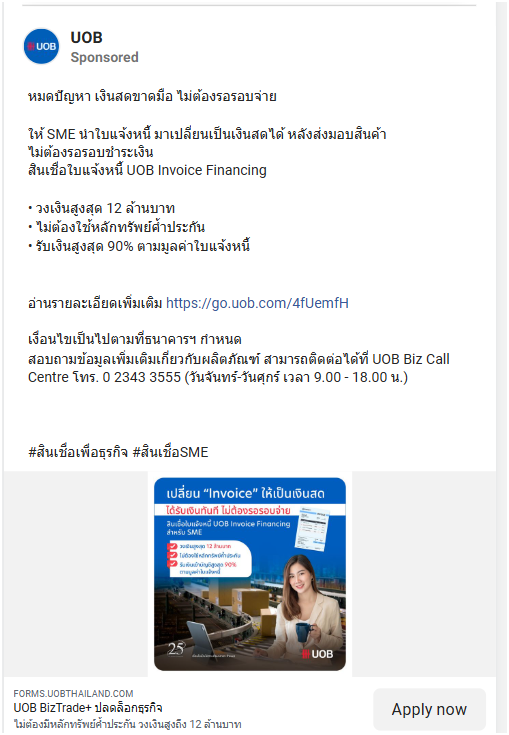 UOB
UOB
Sponsored
หมดปัญหา เงินสดขาดมือ ไม่ต้องรอรอบจ่าย
ให้ SME นำใบแจ้งหนี้ มาเปลี่ยนเป็นเงินสดได้ หลังส่งมอบสินค้า
ไม่ต้องรอรอบชำระเงิน
สินเชื่อใบแจ้งหนี้ UOB Invoice Financing
• วงเงินสูงสุด 12 ล้านบาท
• ไม่ต้องใช้หลักทรัพย์ค้ำประกัน
• รับเงินสูงสุด 90% ตามมูลค่าใบแจ้งหนี้
อ่านรายละเอียดเพิ่มเติม https://go.uob.com/4fUemfH
เงื่อนไขเป็นไปตามที่ธนาคารฯ กำหนด
สอบถามข้อมูลเพิ่มเติมเกี่ยวกับผลิตภัณฑ์ สามารถติดต่อได้ที่ UOB Biz Call
Centre โทร. 0 2343 3555 (วันจันทร์-วันศุกร์ เวลา 9.00 - 18.00 น.)
#สินเชื่อเพื่อธุรกิจ #สินเชื่อSME
เปลี่ยน “Invoice” ให้เป็นเงินสด
ได้รับเงินทันที ไม่ต้องรอรอบจ่าย
สินเชื่อใบแจ้งหนี้ UOB Invoice Financing
สำหรับ SME
วงเงินสูงสุด 12 ล้านบาท
ไม่ต้องใช้หลักทรัพย์ค้ำประกัน
รับเงินเข้าบัญชีสูงสุด 90%
ตามมูลค่าใบแจ้งหนี้
25
UOB
FORMS.UOBTHAILAND.COM
UOB BizTrade+ ปลดล็อกธุรกิจ
ไม่ต้องมีหลักทรัพย์ค้ำประกัน วงเงินสูงถึง 12 ล้านบาท
Apply now